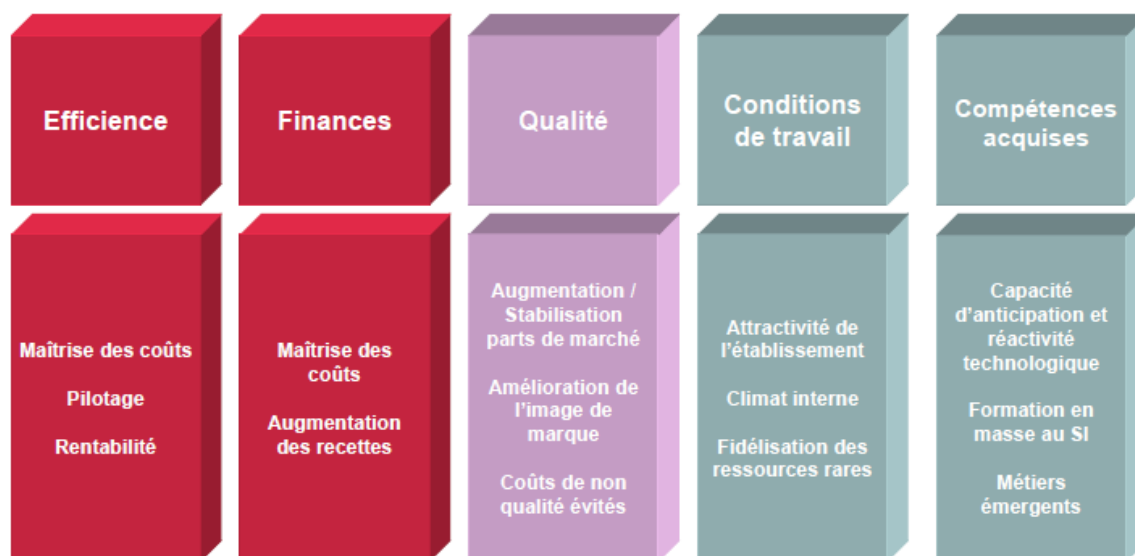 Efficience
Finances
Qualité
Conditions
de travail
Compétences
acquises
Maîtrise des coûts
Pilotage
Rentabilité
Maîtrise des
coûts
Augmentation
des recettes
Augmentation /
Stabilisation
parts de marché
Amélioration de
l'image de
marque
Coûts de non
qualité évités
Attractivité de
l'établissement
Climat interne
Fidélisation des
ressources rares
Capacité
d'anticipation et
réactivité
technologique
Formation en
masse au SI
Métiers
émergents